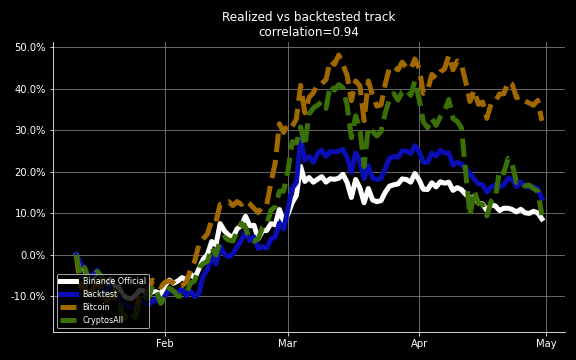 Realized vs backtested track
correlation=0.94
50.0%
40.0%
30.0%
20.0%
10.0%
0.0%
-10.0%
Binance Official
Backtest
Bitcoin
CryptosAll
Feb
Mar
Apr
May